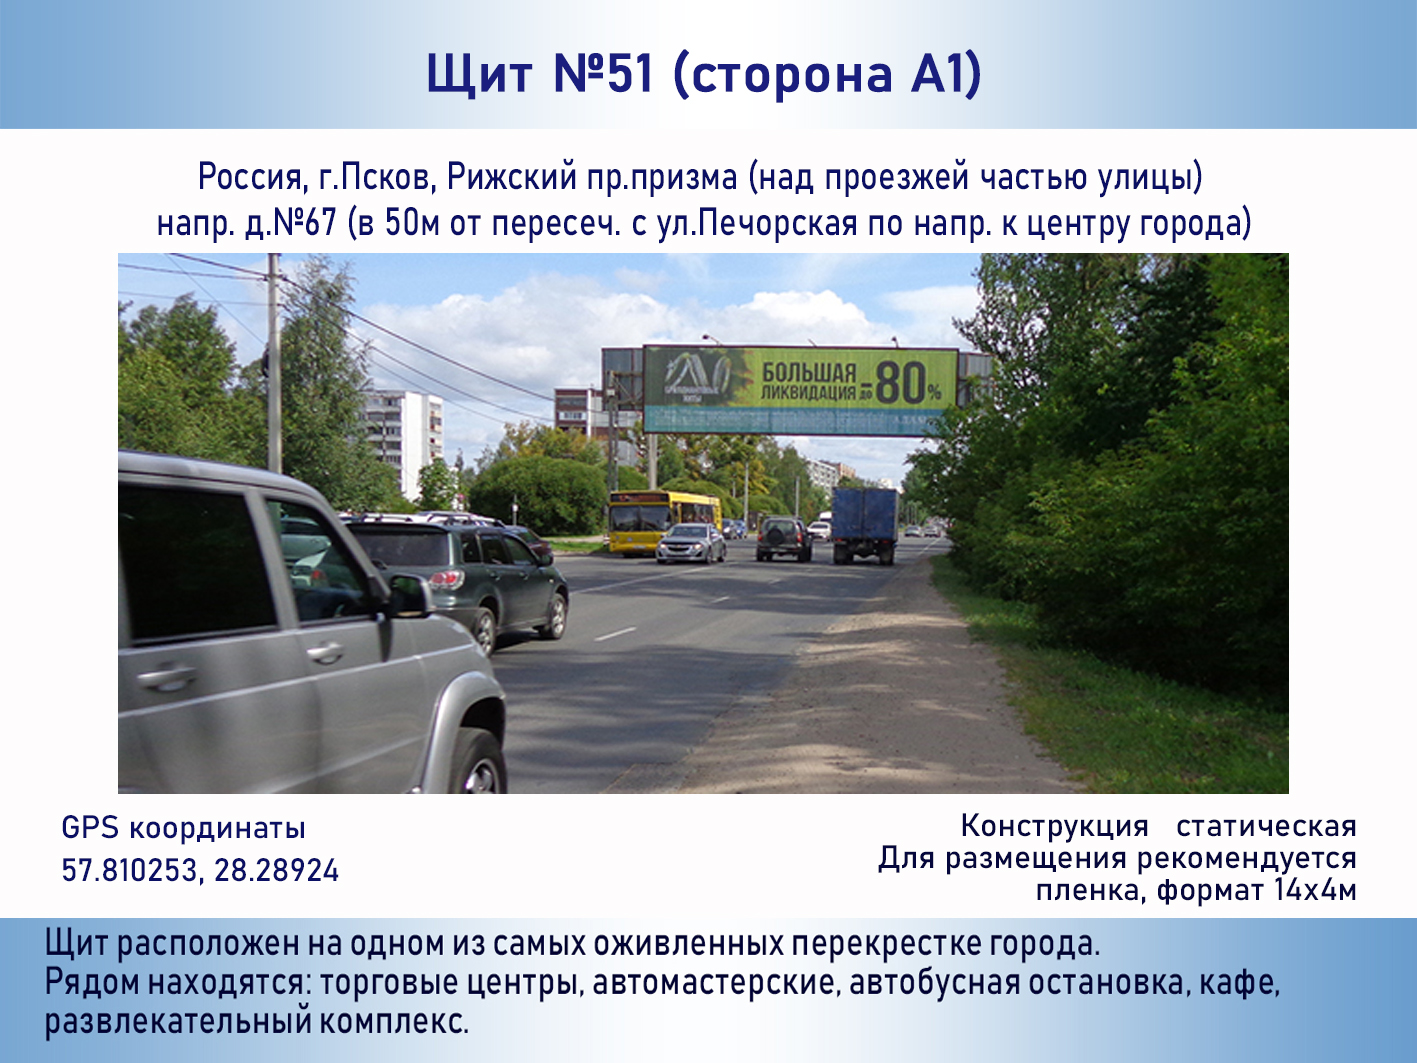 Щит №51 (сторона А1)
Россия, г.Псков, Рижский пр.призма (над проезжей частью улицы)
напр. д.№67 (в 50м от пересеч. с ул.Печорская по напр. к центру города)
БОЛЬШАЯ
ЛИКВИДАЦИЯ до -80%
БРИЛЛИАНТОВЫЕ
ХИТЫ
GPS координаты
57.810253, 28.28924
Конструкция статическая
Для размещения рекомендуется
пленка, формат 14х4м
Щит расположен на одном из самых оживленных перекрестке города.
Рядом находятся: торговые центры, автомастерские, автобусная остановка, кафе,
развлекательный комплекс.